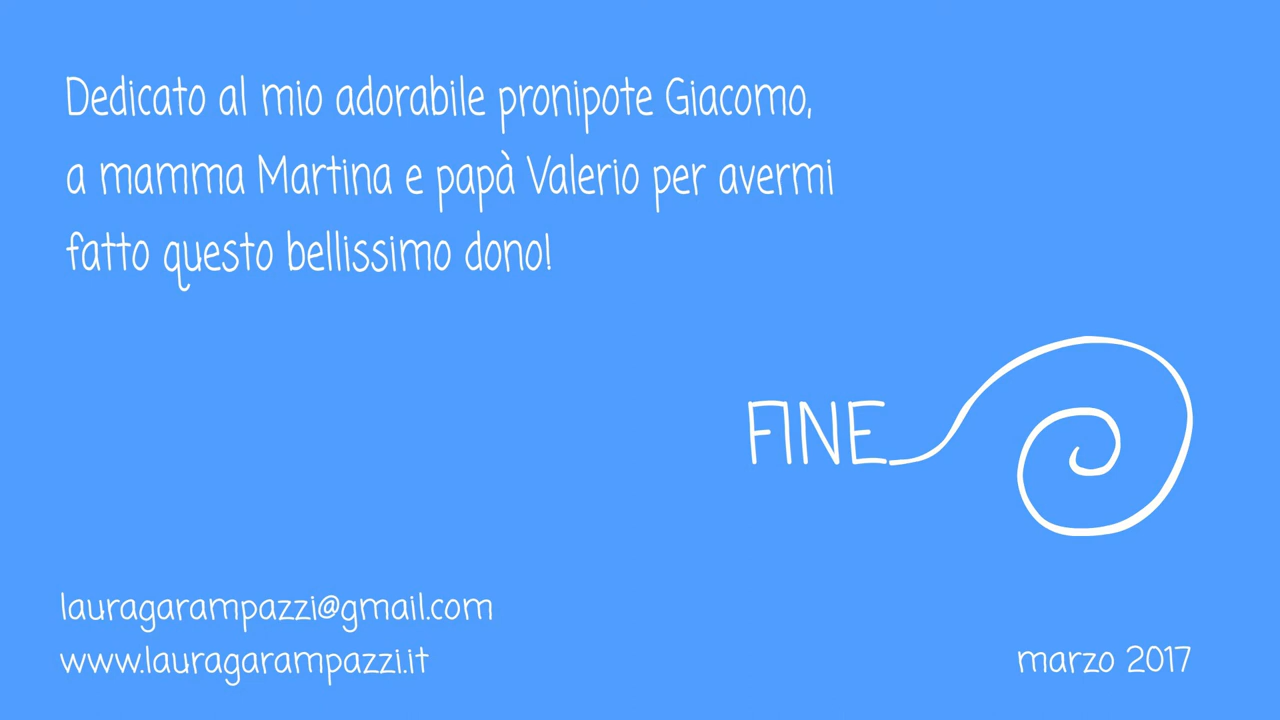 Dedicato al mio adorabile pronipote Giacomo,
a mamma Martina e papà Valerio per avermi
fatto questo bellissimo dono!
FINE
lauragarampazzi@gmail.com
www.lauragarampazzi.it
marzo 2017